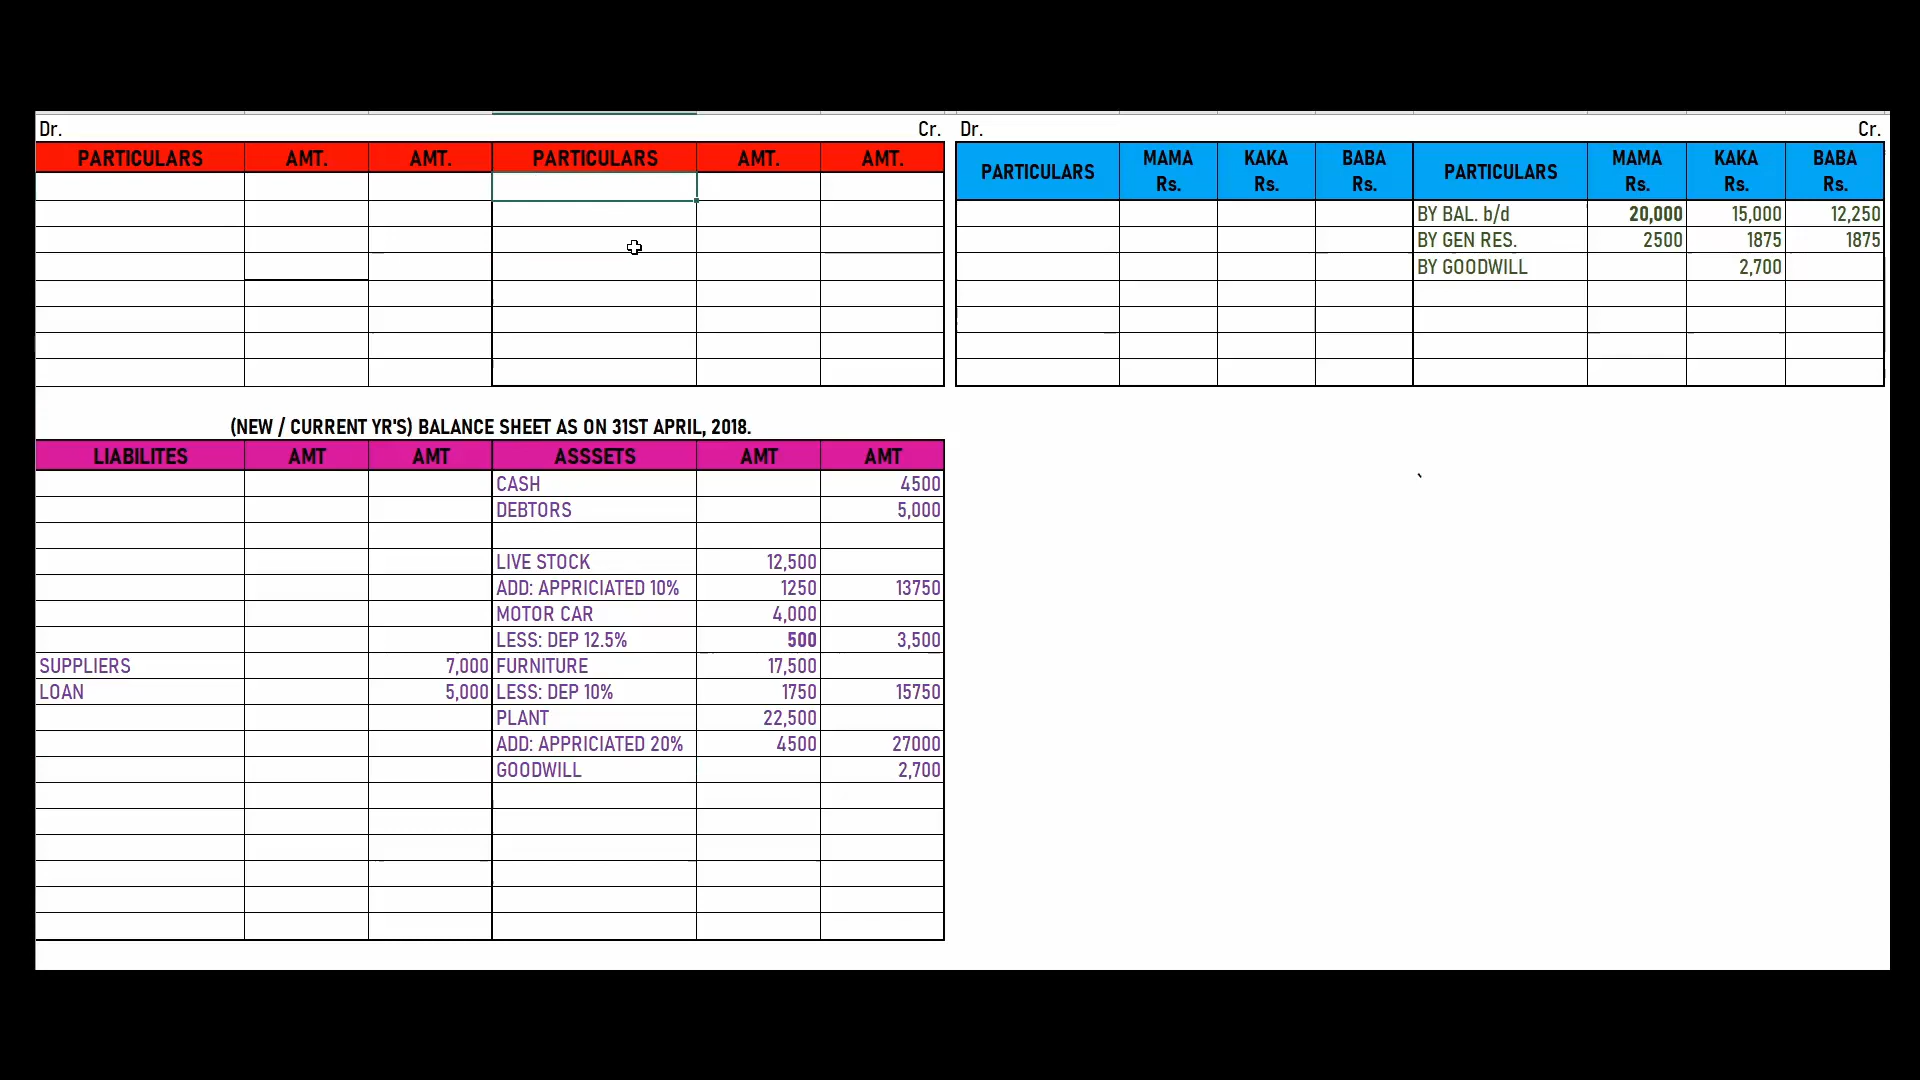 Dr. Cr.
PARTICULARS AMT. AMT. PARTICULARS AMT. AMT.
Dr. Cr.
PARTICULARS MAMA Rs. KAKA Rs. BABA Rs. PARTICULARS MAMA Rs. KAKA Rs. BABA Rs.
BY BAL. b/d 20,000 15,000 12,250
BY GEN RES. 2500 1875 1875
BY GOODWILL 2,700
(NEW / CURRENT YR'S) BALANCE SHEET AS ON 31ST APRIL, 2018.
LIABILITES AMT AMT ASSSETS AMT AMT
CASH 4500
DEBTORS 5,000
LIVE STOCK 12,500
ADD: APPRICIATED 10% 1250 13750
MOTOR CAR 4,000
LESS: DEP 12.5% 500 3,500
SUPPLIERS 7,000 FURNITURE 17,500
LOAN 5,000 LESS: DEP 10% 1750 15750
PLANT 22,500
ADD: APPRICIATED 20% 4500 27000
GOODWILL 2,700